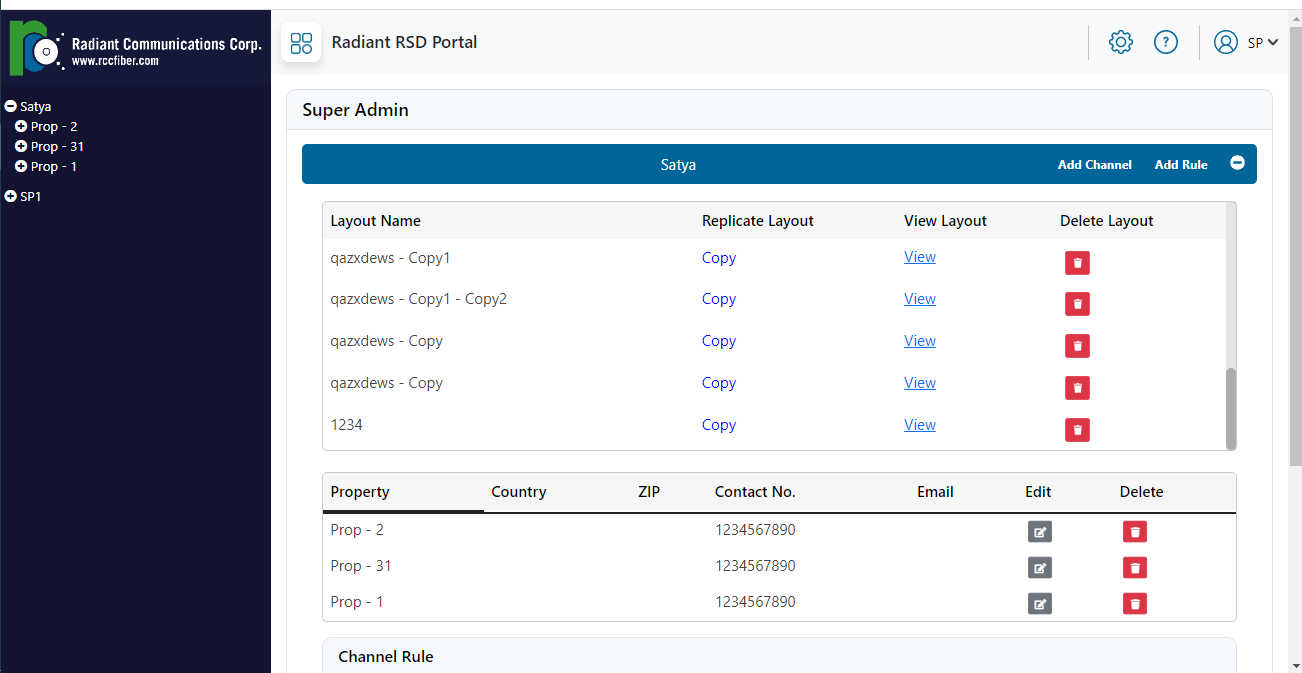 Radiant Communications Corp.
www.rccfiber.com
Radiant RSD Portal
?
SP
Satya
Prop - 2
Prop - 31
Prop - 1
SP1
Super Admin
Satya Add Channel Add Rule
Layout Name Replicate Layout View Layout Delete Layout
qazxdews - Copy1 Copy View
qazxdews - Copy1 - Copy2 Copy View
qazxdews - Copy Copy View
qazxdews - Copy Copy View
1234 Copy View
Property Country ZIP Contact No. Email Edit Delete
Prop - 2 1234567890
Prop - 31 1234567890
Prop - 1 1234567890
Channel Rule